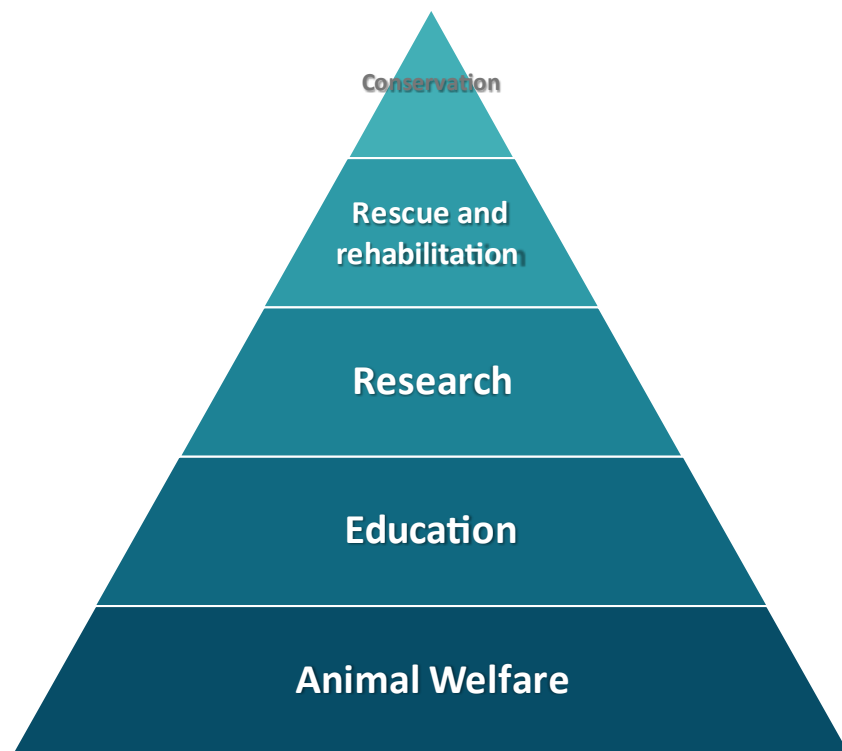 Conservation
Rescue and
rehabilitation
Research
Education
Animal Welfare